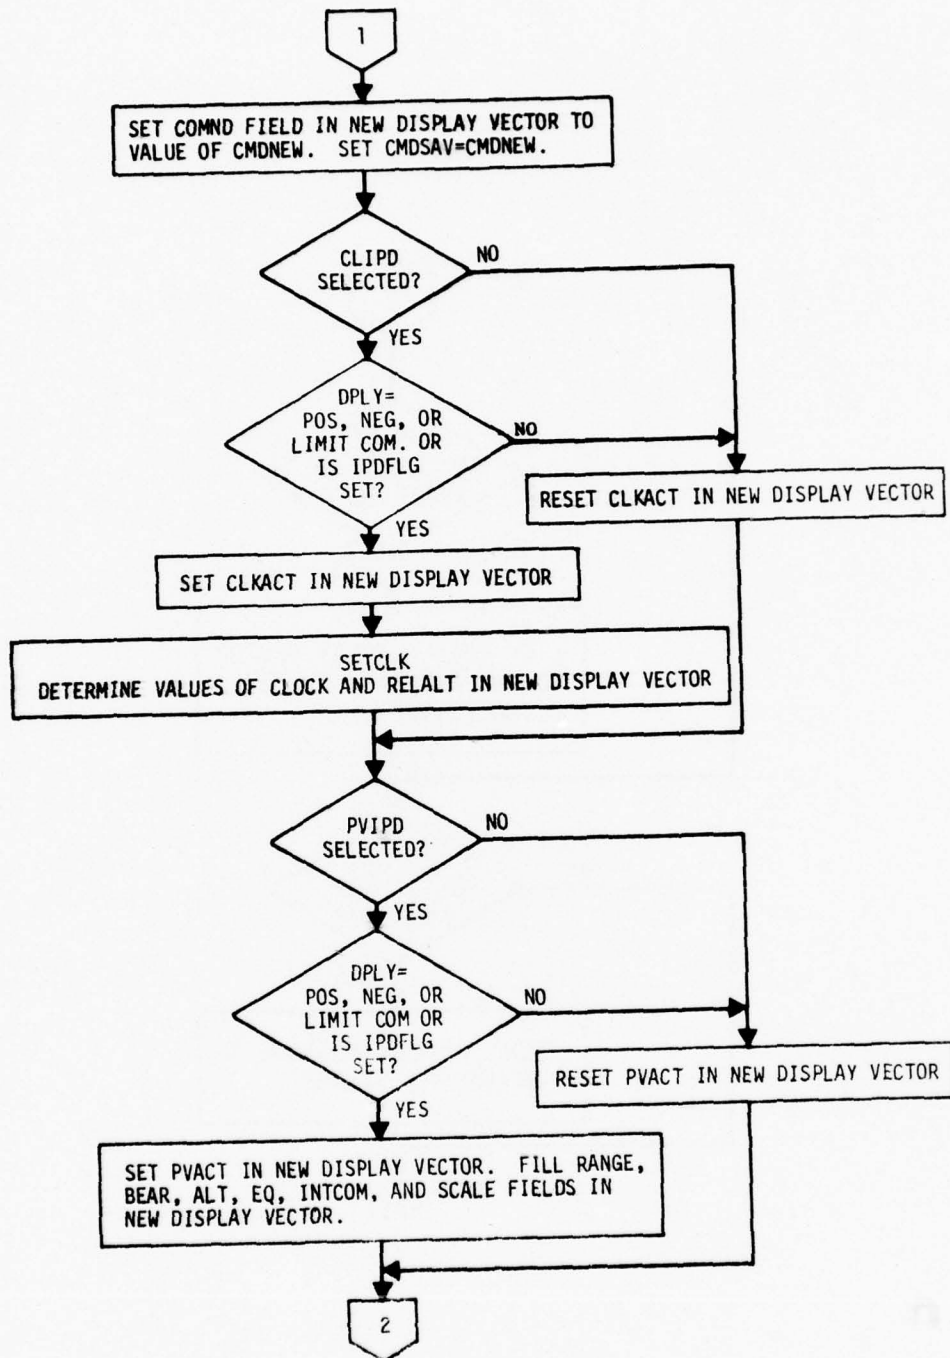 1
SET COMND FIELD IN NEW DISPLAY VECTOR TO
VALUE OF CMDNEW. SET CMDSAV=CMDNEW.
CLIPD
SELECTED?
NO
YES
DPLY=
POS, NEG, OR
LIMIT COM. OR
IS IPDFLG
SET?
NO
RESET CLKACT IN NEW DISPLAY VECTOR
YES
SET CLKACT IN NEW DISPLAY VECTOR
SETCLK
DETERMINE VALUES OF CLOCK AND RELALT IN NEW DISPLAY VECTOR
PVIPD
SELECTED?
NO
YES
DPLY=
POS, NEG, OR
LIMIT COM OR
IS IPDFLG
SET?
NO
RESET PVACT IN NEW DISPLAY VECTOR
YES
SET PVACT IN NEW DISPLAY VECTOR. FILL RANGE,
BEAR, ALT, EQ, INTCOM, AND SCALE FIELDS IN
NEW DISPLAY VECTOR.
2